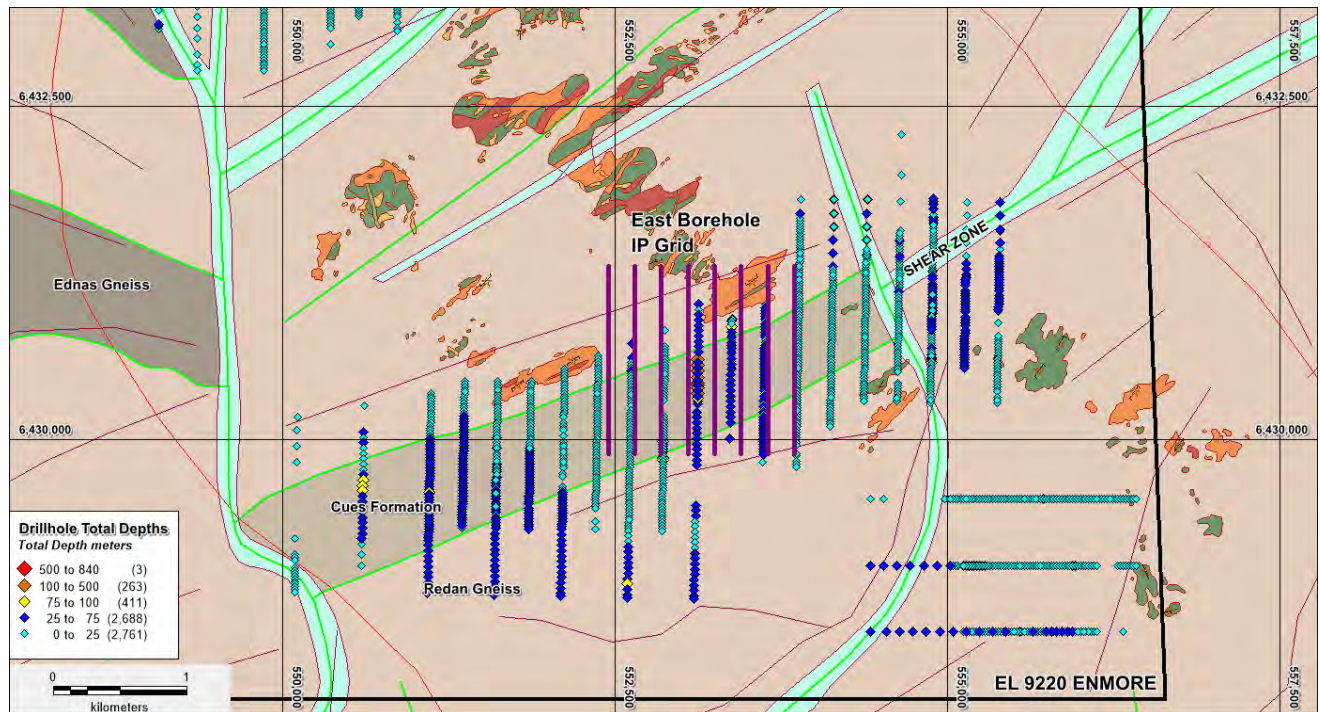 550,000
552,500
555,000
557,500
6,432,500
6,432,500
East Borehole
IP Grid
SHEAR ZONE
Ednas Gneiss
6,430,000
6,430,000
Cues Formation
Redan Gneiss
Drillhole Total Depths
Total Depth meters
500 to 840 (3)
100 to 500 (263)
75 to 100 (411)
25 to 75 (2,688)
0 to 25 (2,761)
0 1
kilometers
550,000
552,500
555,000
557,500
EL 9220 ENMORE